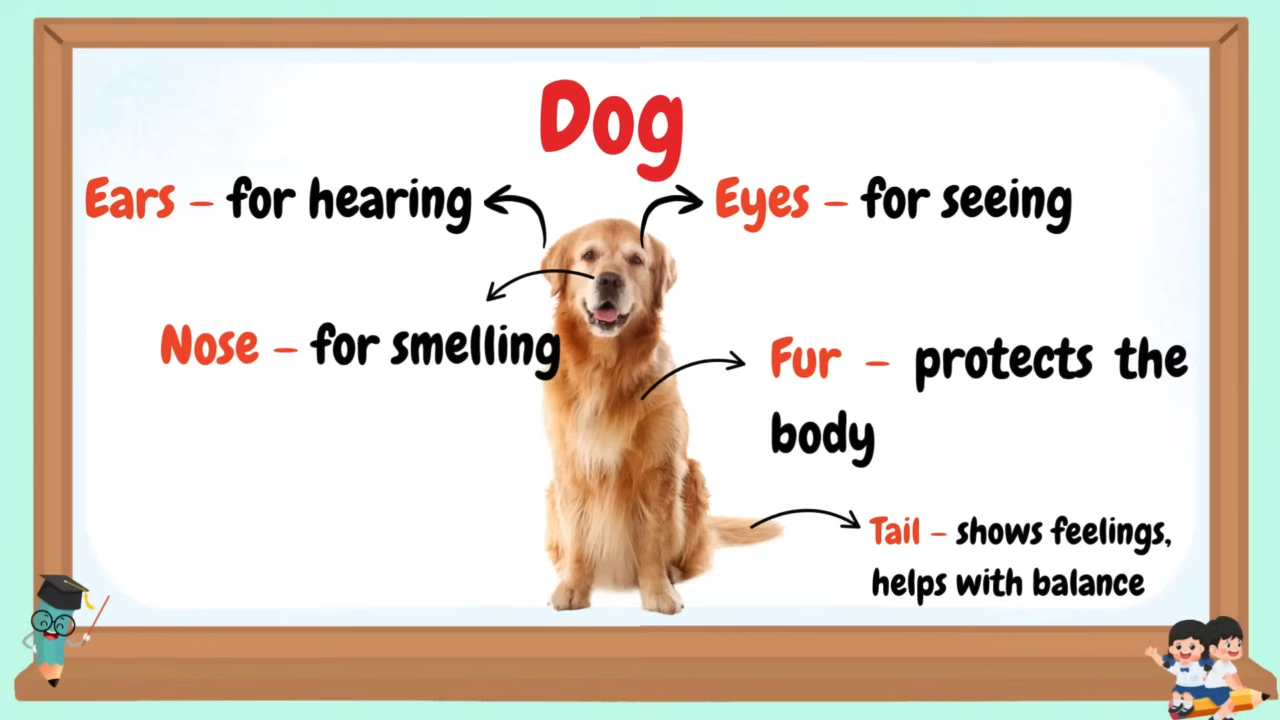 Dog
Ears – for hearing
Eyes – for seeing
Nose – for smelling
Fur – protects the
body
Tail – shows feelings,
helps with balance